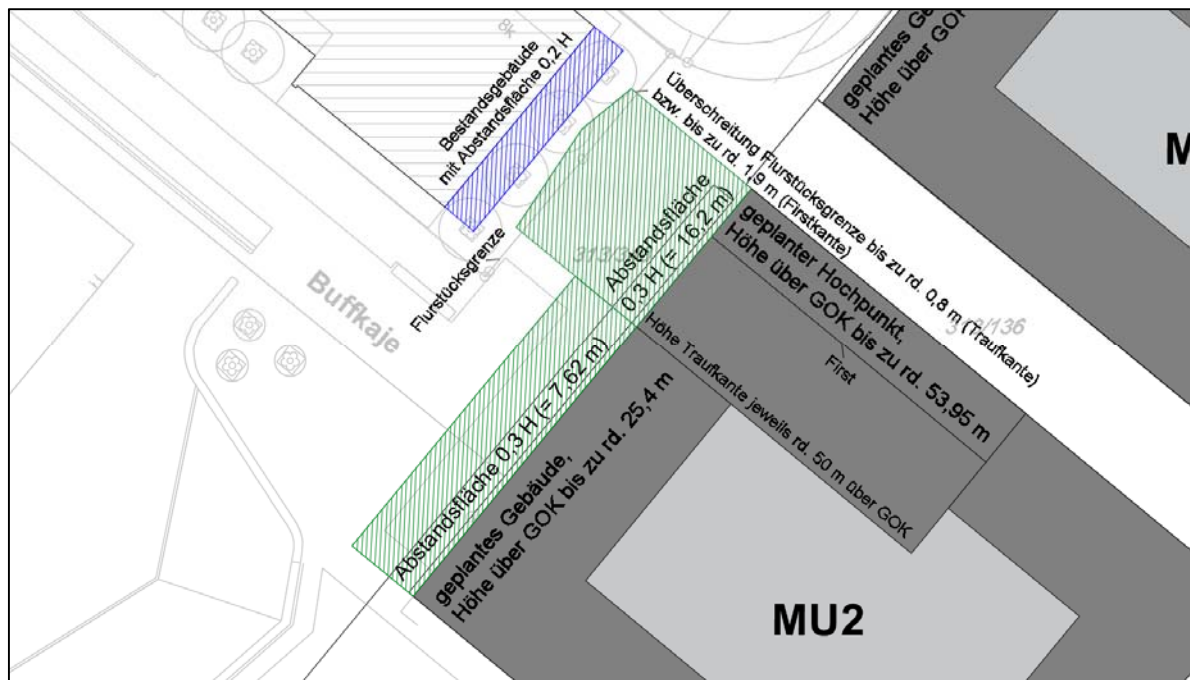 8k
geplantes Ge
Höhe über GO
Bestandsgebäude
mit Abstandsfläche 0,2 H
Überschreitung Flurstücksgrenze bis zu rd. 0,8 m (Traufkante)
bzw. bis zu rd. 1,9 m (Firstkante)
M
Flurstücksgrenze
Abstandsfläche
0,3 H (= 16,2 m)
geplanter Hochpunkt,
Höhe über GOK bis zu rd. 53,95 m
First
Buffkaje
Höhe Traufkante jeweils rd. 50 m über GOK
Abstandsfläche 0,3 H (= 7,62 m)
geplantes Gebäude,
Höhe über GOK bis zu rd. 25,4 m
MU2